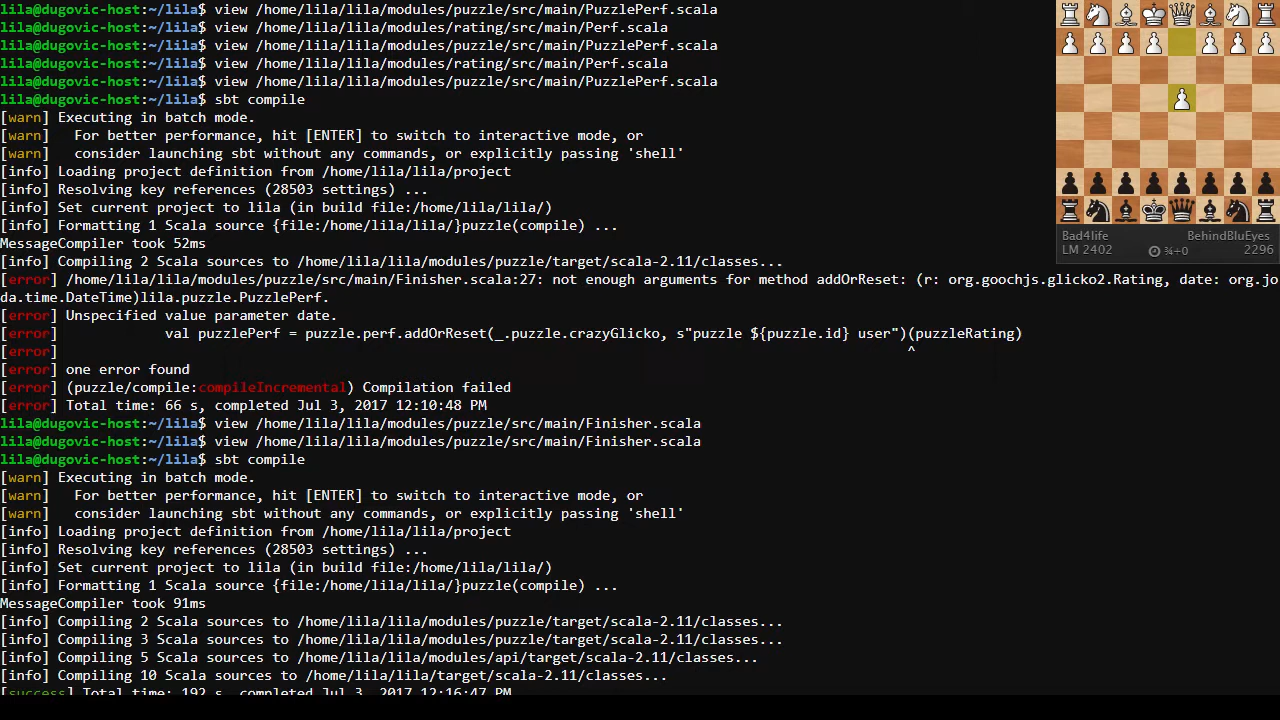 lila@dugovic-host:~/lila$ view /home/lila/lila/modules/puzzle/src/main/PuzzlePerf.scala
lila@dugovic-host:~/lila$ view /home/lila/lila/modules/rating/src/main/Perf.scala
lila@dugovic-host:~/lila$ view /home/lila/lila/modules/puzzle/src/main/PuzzlePerf.scala
lila@dugovic-host:~/lila$ view /home/lila/lila/modules/rating/src/main/Perf.scala
lila@dugovic-host:~/lila$ view /home/lila/lila/modules/puzzle/src/main/PuzzlePerf.scala
lila@dugovic-host:~/lila$ sbt compile
[warn] Executing in batch mode.
[warn]   For better performance, hit [ENTER] to switch to interactive mode, or
[warn]   consider launching sbt without any commands, or explicitly passing 'shell'
[info] Loading project definition from /home/lila/lila/project
[info] Resolving key references (28503 settings) ...
[info] Set current project to lila (in build file:/home/lila/lila/)
[info] Formatting 1 Scala source {file:/home/lila/lila/}puzzle(compile) ...
MessageCompiler took 52ms
[info] Compiling 2 Scala sources to /home/lila/lila/modules/puzzle/target/scala-2.11/classes...
[error] /home/lila/lila/modules/puzzle/src/main/Finisher.scala:27: not enough arguments for method addOrReset: (r: org.goochjs.glicko2.Rating, date: org.jo
da.time.DateTime)lila.puzzle.PuzzlePerf.
[error] Unspecified value parameter date.
[error]             val puzzlePerf = puzzle.perf.addOrReset(_.puzzle.crazyGlicko, s"puzzle ${puzzle.id} user")(puzzleRating)
[error]                                                                                                       ^
[error] one error found
[error] (puzzle/compile:compileIncremental) Compilation failed
[error] Total time: 66 s, completed Jul 3, 2017 12:10:48 PM
lila@dugovic-host:~/lila$ view /home/lila/lila/modules/puzzle/src/main/Finisher.scala
lila@dugovic-host:~/lila$ view /home/lila/lila/modules/puzzle/src/main/Finisher.scala
lila@dugovic-host:~/lila$ sbt compile
[warn] Executing in batch mode.
[warn]   For better performance, hit [ENTER] to switch to interactive mode, or
[warn]   consider launching sbt without any commands, or explicitly passing 'shell'
[info] Loading project definition from /home/lila/lila/project
[info] Resolving key references (28503 settings) ...
[info] Set current project to lila (in build file:/home/lila/lila/)
[info] Formatting 1 Scala source {file:/home/lila/lila/}puzzle(compile) ...
MessageCompiler took 91ms
[info] Compiling 2 Scala sources to /home/lila/lila/modules/puzzle/target/scala-2.11/classes...
[info] Compiling 3 Scala sources to /home/lila/lila/modules/puzzle/target/scala-2.11/classes...
[info] Compiling 5 Scala sources to /home/lila/lila/modules/api/target/scala-2.11/classes...
[info] Compiling 10 Scala sources to /home/lila/lila/target/scala-2.11/classes...
[success] Total time: 192 s, completed Jul 3, 2017 12:16:47 PM
Bad4life BehindBluEyes
LM 2402 ¾+0 2296